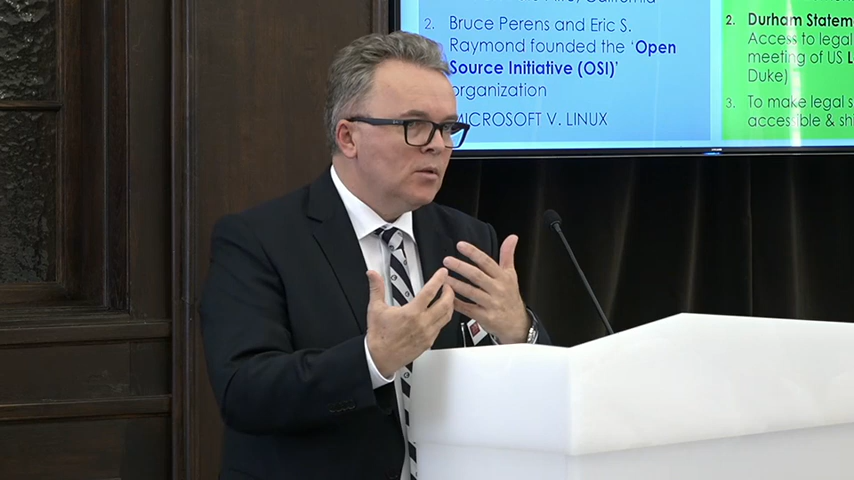 California
2. Bruce Perens and Eric S.
Raymond founded the ‘Open
Source Initiative (OSI)’
organization
MICROSOFT V. LINUX
2. Durham Statem
Access to legal
meeting of US L
Duke)
3. To make legal s
accessible & sh